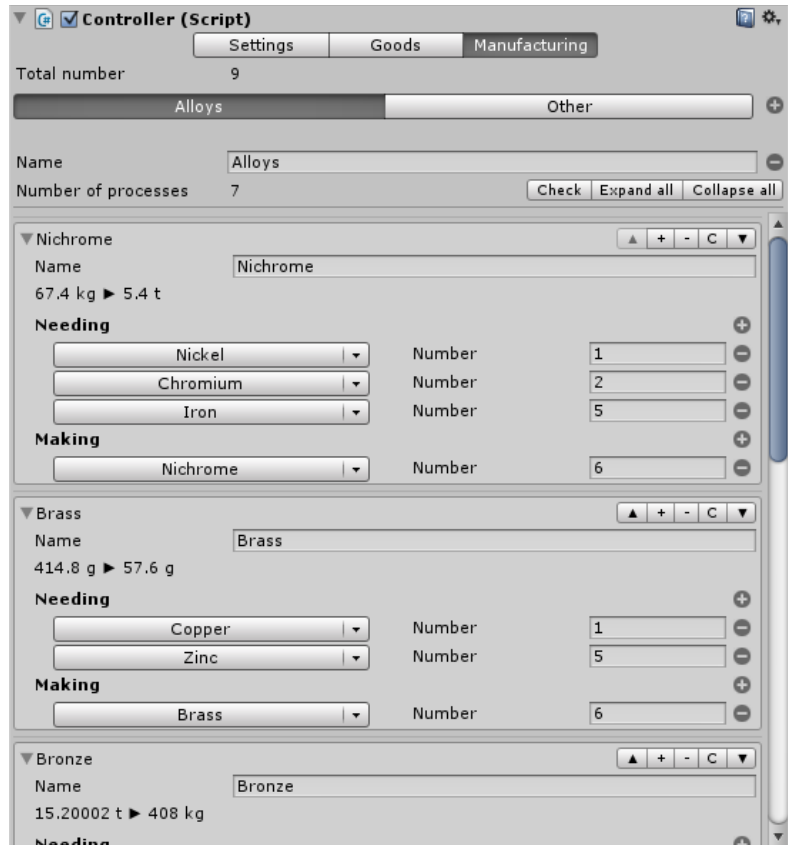 Controller (Script)
Settings Goods Manufacturing
Total number 9
Alloys Other
Name Alloys
Number of processes 7 Check Expand all Collapse all
▼Nichrome ▲ + - C ▼
Name Nichrome
67.4 kg ► 5.4 t
Needing
Nickel Number 1
Chromium Number 2
Iron Number 5
Making
Nichrome Number 6
▼Brass ▲ + - C ▼
Name Brass
414.8 g ► 57.6 g
Needing
Copper Number 1
Zinc Number 5
Making
Brass Number 6
▼Bronze ▲ + - C ▼
Name Bronze
15.20002 t ► 408 kg
Needing